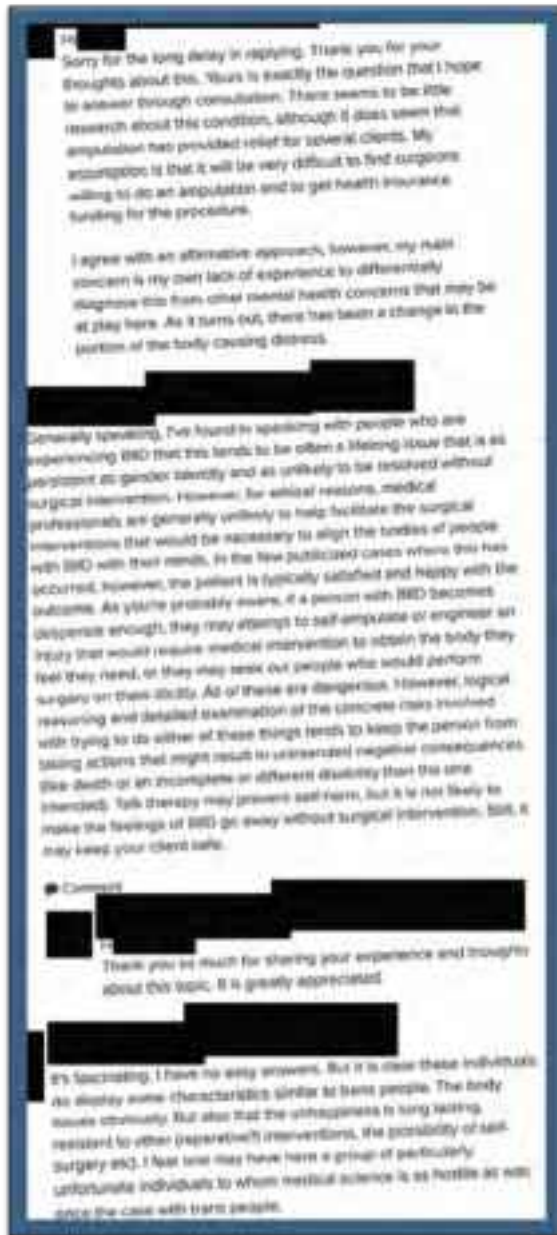 Hi
Sorry for the long delay in replying. Thank you for your
thoughts about this. Yours is exactly the question that I hope
to answer through consultation. There seems to be little
research about this condition, although it does seem that
amputation has provided relief for several clients. My
assumption is that it will be very difficult to find surgeons
willing to do an amputation and to get health insurance
funding for the procedure.
I agree with an affirmative approach, however, my main
concern is my own lack of experience to differentially
diagnose this from other mental health concerns that may be
at play here. As it turns out, there has been a change in the
portion of the body causing distress.
Generally speaking, I've found in speaking with people who are
experiencing BIID that this tends to be often a lifelong issue that is as
persistent as gender identity and as unlikely to be resolved without
surgical intervention. However, for ethical reasons, medical
professionals are generally unlikely to help facilitate the surgical
interventions that would be necessary to align the bodies of people
with BIID with their minds. In the few publicized cases where this has
occurred, however, the patient is typically satisfied and happy with the
outcome. As you're probably aware, if a person with BIID becomes
desperate enough, they may attempt to self-amputate or engineer an
injury that would require medical intervention to obtain the body they
feel they need, or they may seek out people who would perform
surgery on them illicitly. All of these are dangerous. However, logical
reasoning and detailed examination of the concrete risks involved
with trying to do either of these things tends to keep the person from
taking actions that might result in unintended negative consequences
(like death or an incomplete or different disability than the one
intended). Talk therapy may prevent self-harm, but it is not likely to
make the feelings of BIID go away without surgical intervention. Still, it
may keep your client safe.
Comment
Hi
Thank you so much for sharing your experience and thoughts
about this topic. It is greatly appreciated.
It's fascinating. I have no easy answers. But it is clear these individuals
do display some characteristics similar to trans people. The body
issues obviously. But also that the unhappiness is long lasting,
resistant to other (reparative?) interventions, the possibility of self-
surgery etc). I feel one may have here a group of particularly
unfortunate individuals to whom medical science is as hostile as was
once the case with trans people.